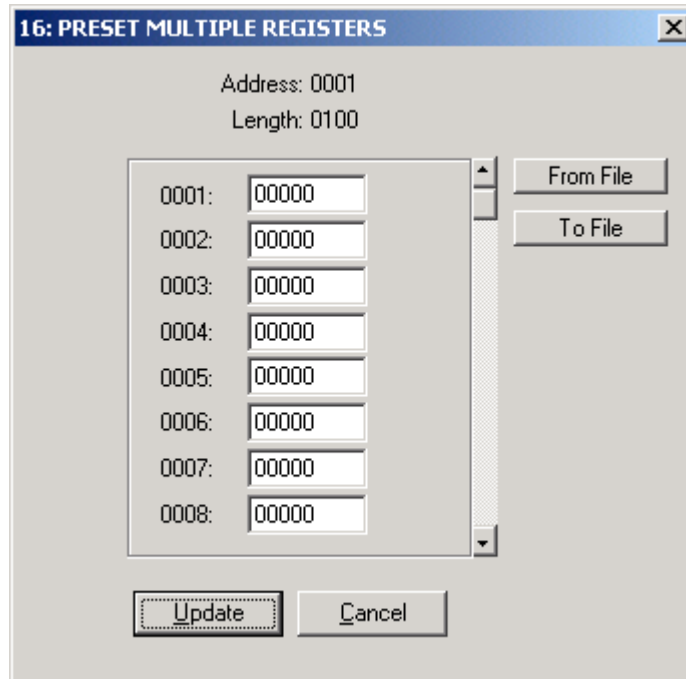 16: PRESET MULTIPLE REGISTERS
Address: 0001
Length: 0100
0001: 00000
From File
0002: 00000
To File
0003: 00000
0004: 00000
0005: 00000
0006: 00000
0007: 00000
0008: 00000
Update Cancel